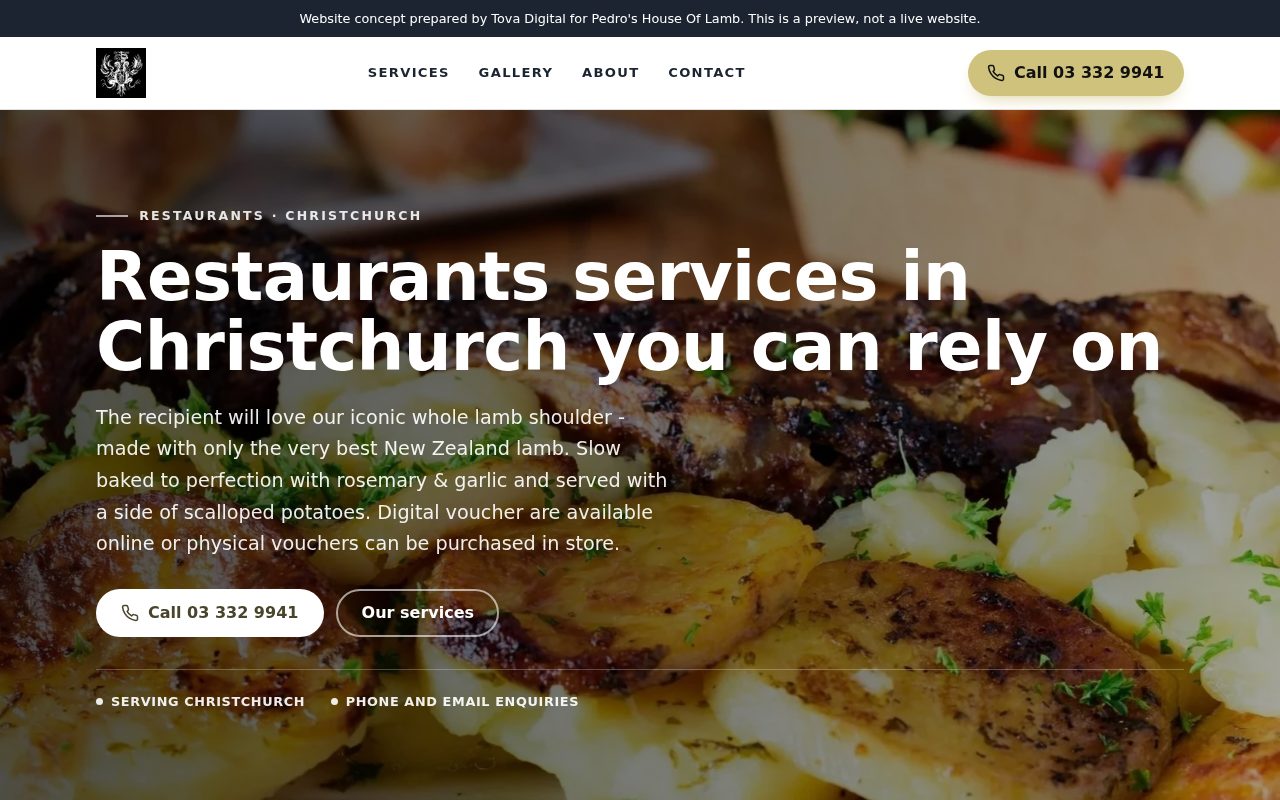 Website concept prepared by Tova Digital for Pedro's House Of Lamb. This is a preview, not a live website.
SERVICES GALLERY ABOUT CONTACT
Call 03 332 9941
RESTAURANTS · CHRISTCHURCH
Restaurants services in
Christchurch you can rely on
The recipient will love our iconic whole lamb shoulder -
made with only the very best New Zealand lamb. Slow
baked to perfection with rosemary & garlic and served with
a side of scalloped potatoes. Digital voucher are available
online or physical vouchers can be purchased in store.
Call 03 332 9941
Our services
SERVING CHRISTCHURCH
PHONE AND EMAIL ENQUIRIES